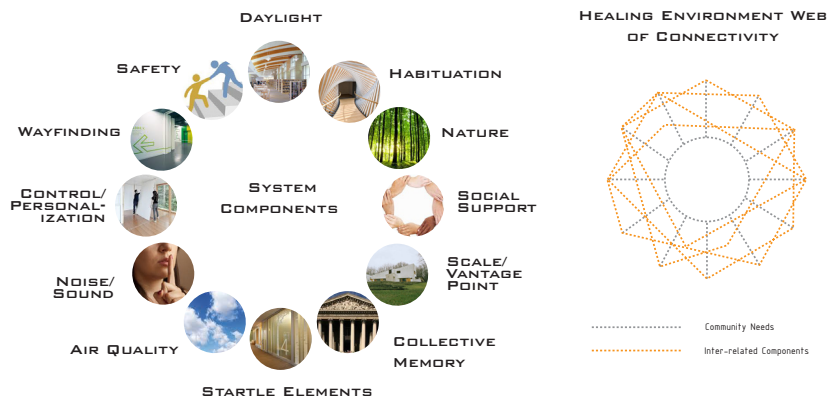 DAYLIGHT
SAFETY
HABITUATION
WAYFINDING
NATURE
CONTROL/
PERSONAL-
IZATION
SYSTEM
COMPONENTS
SOCIAL
SUPPORT
NOISE/
SOUND
SCALE/
VANTAGE
POINT
AIR QUALITY
COLLECTIVE
MEMORY
STARTLE ELEMENTS
HEALING ENVIRONMENT WEB
OF CONNECTIVITY
Community Needs
Inter-related Components